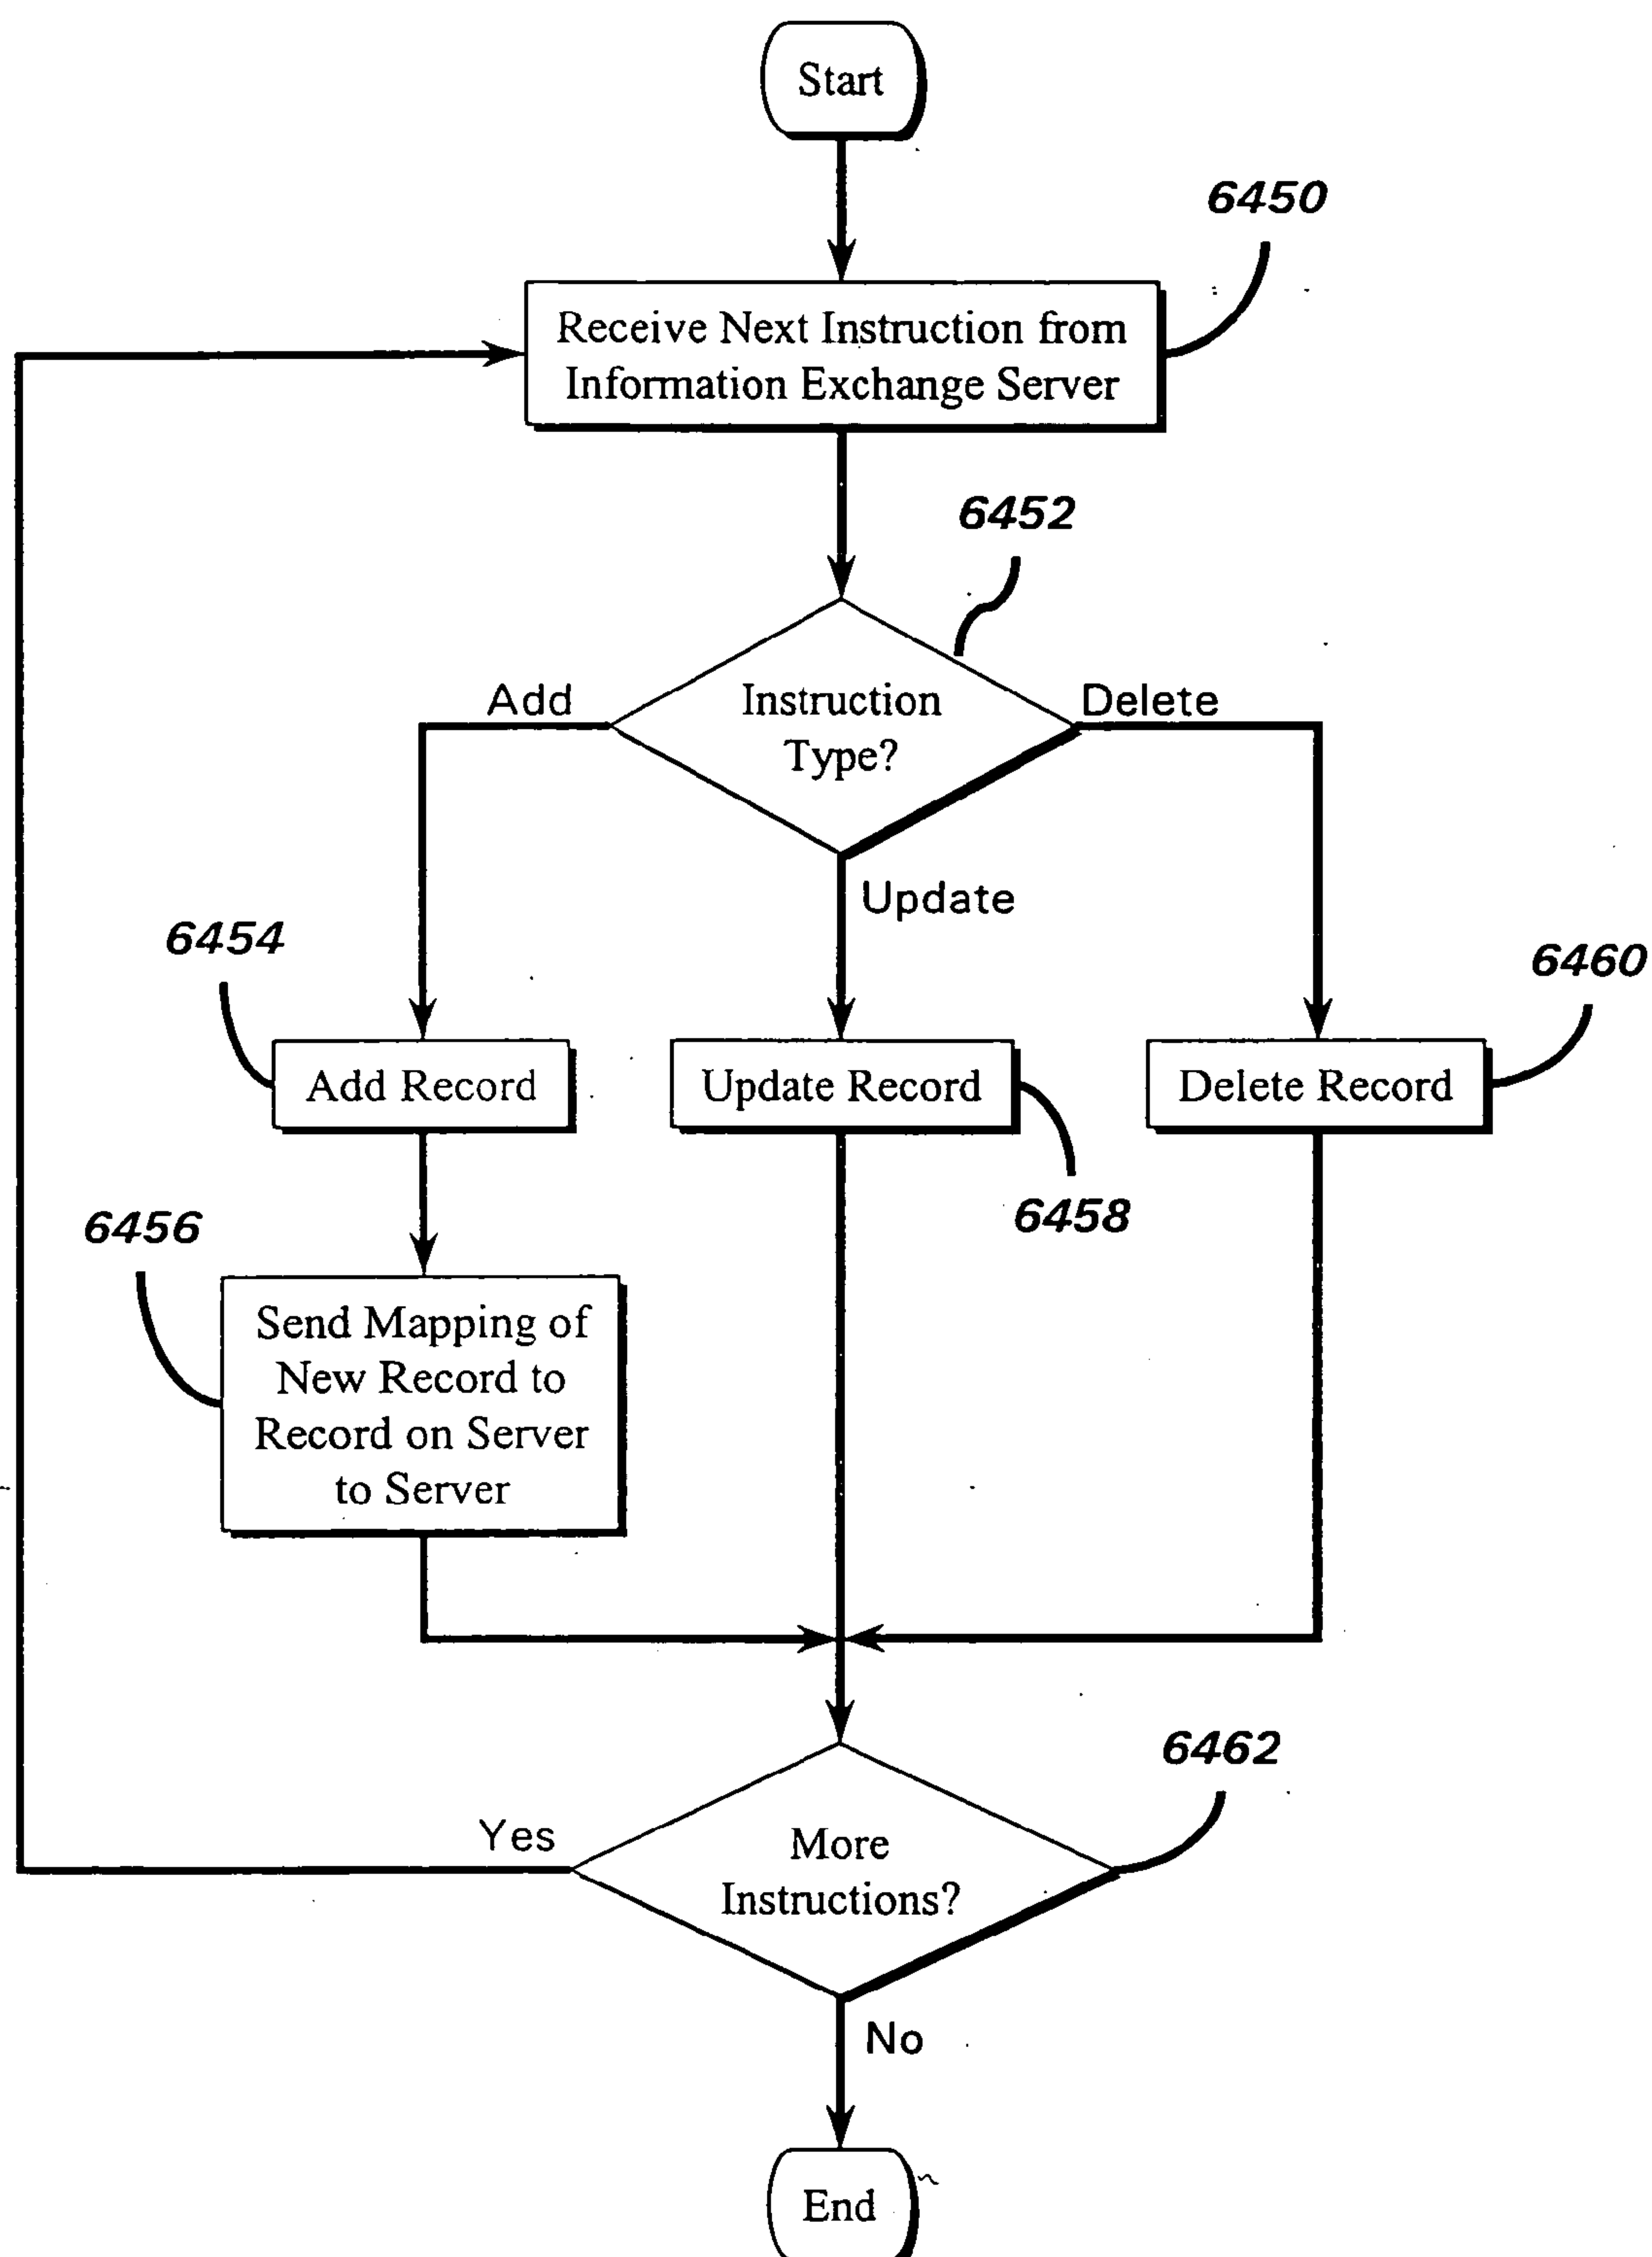 Start
6450
Receive Next Instruction from
Information Exchange Server
6452
Add
Instruction
Type?
Delete
Update
6454
6460
Add Record
Update Record
Delete Record
6458
6456
Send Mapping of
New Record to
Record on Server
to Server
6462
Yes
More
Instructions?
No
End